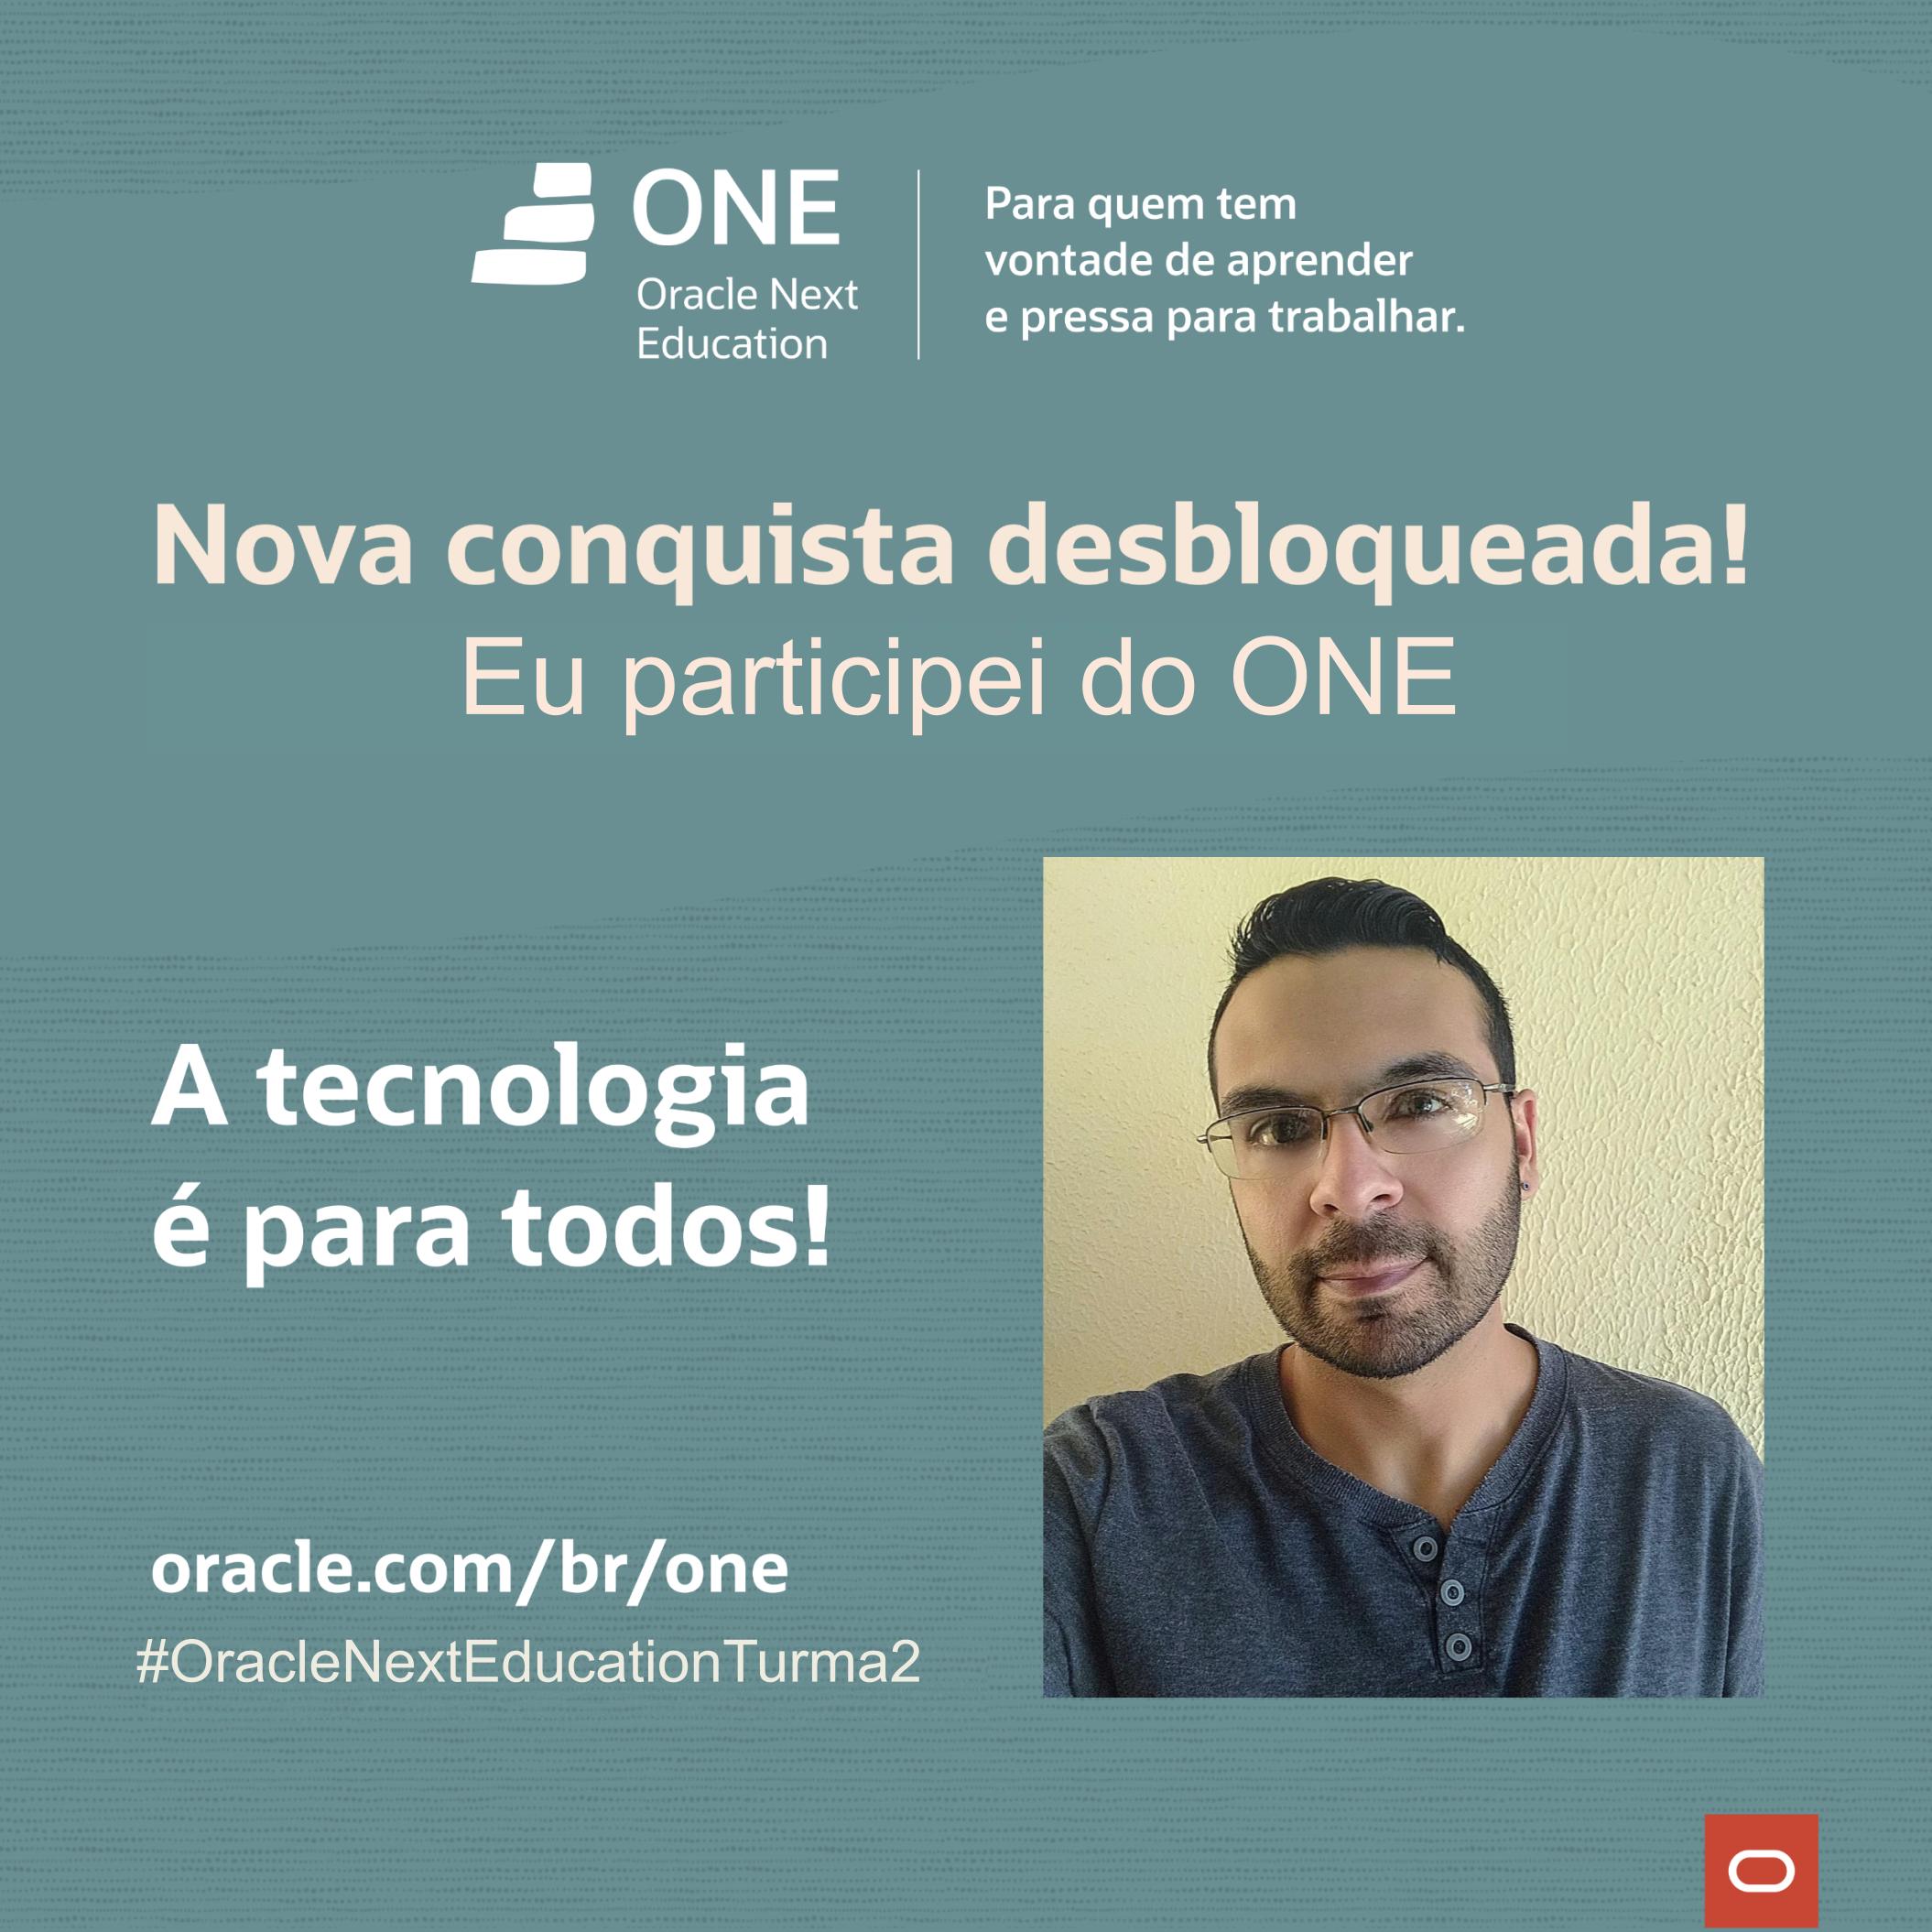 ONE
Oracle Next
Education
Para quem tem
vontade de aprender
e pressa para trabalhar.
Nova conquista desbloqueada!
Eu participei do ONE
A tecnologia
é para todos!
oracle.com/br/one
#OracleNextEducationTurma2